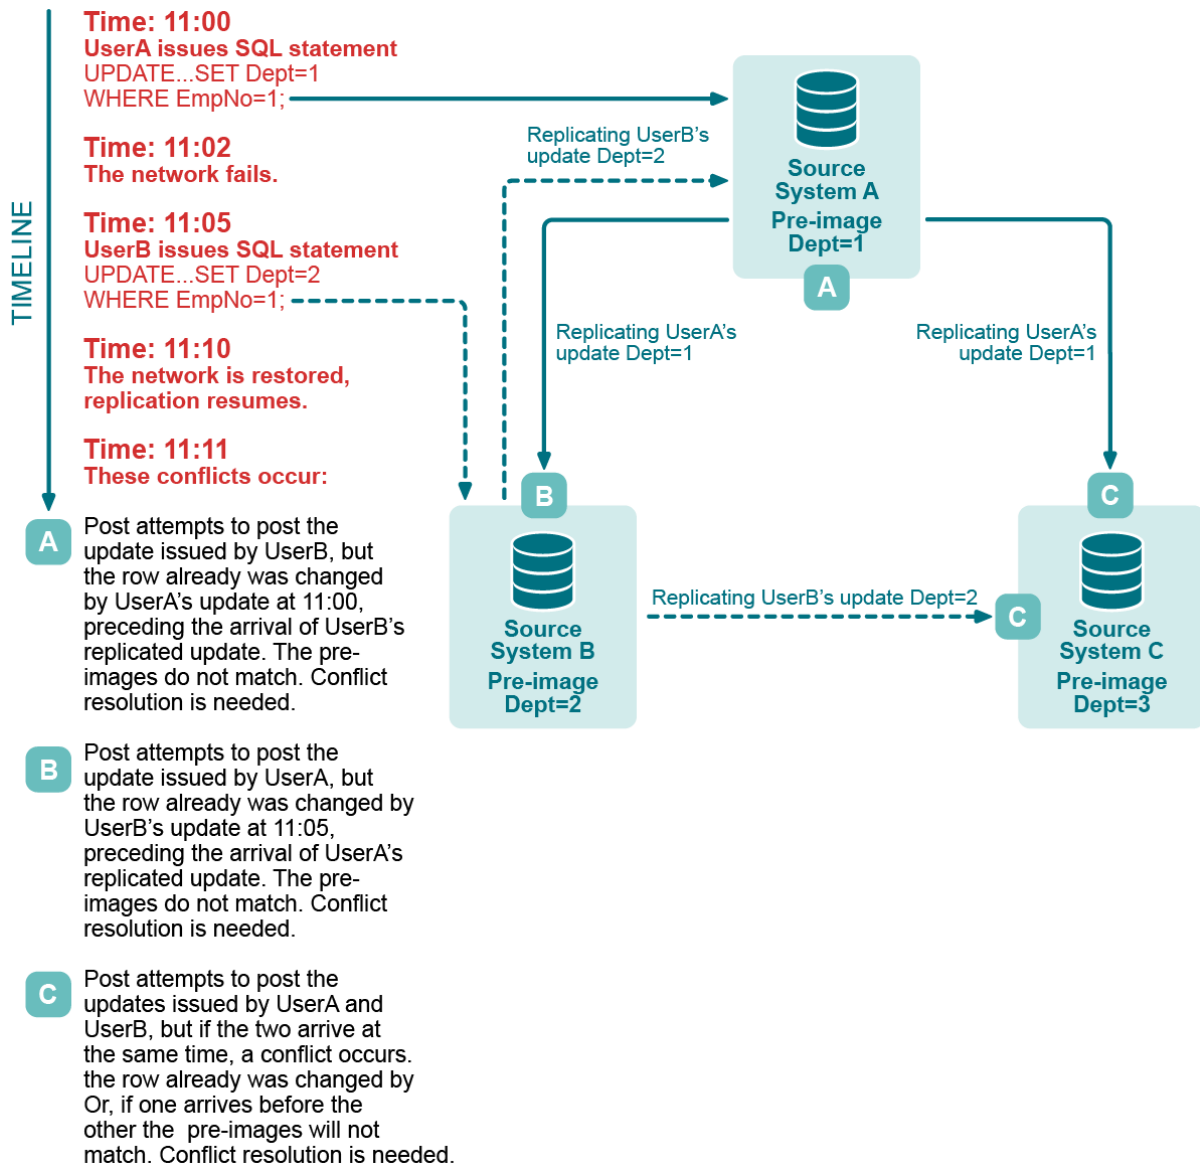 TIMELINE
Time: 11:00
UserA issues SQL statement
UPDATE...SET Dept=1
WHERE EmpNo=1;
Time: 11:02
The network fails.
Time: 11:05
UserB issues SQL statement
UPDATE...SET Dept=2
WHERE EmpNo=1;
Time: 11:10
The network is restored,
replication resumes.
Time: 11:11
These conflicts occur:
A
Post attempts to post the
update issued by UserB, but
the row already was changed
by UserA’s update at 11:00,
preceding the arrival of UserB’s
replicated update. The pre-
images do not match. Conflict
resolution is needed.
B
Post attempts to post the
update issued by UserA, but
the row already was changed by
UserB’s update at 11:05,
preceding the arrival of UserA’s
replicated update. The pre-
images do not match. Conflict
resolution is needed.
C
Post attempts to post the
updates issued by UserA and
UserB, but if the two arrive at
the same time, a conflict occurs.
the row already was changed by
Or, if one arrives before the
other the  pre-images will not
match. Conflict resolution is needed.
Replicating UserB’s
update Dept=2
Source
System A
Pre-image
Dept=1
A
Replicating UserA’s
update Dept=1
Replicating UserA’s
update Dept=1
B
Source
System B
Pre-image
Dept=2
Replicating UserB’s update Dept=2
C
C
Source
System C
Pre-image
Dept=3